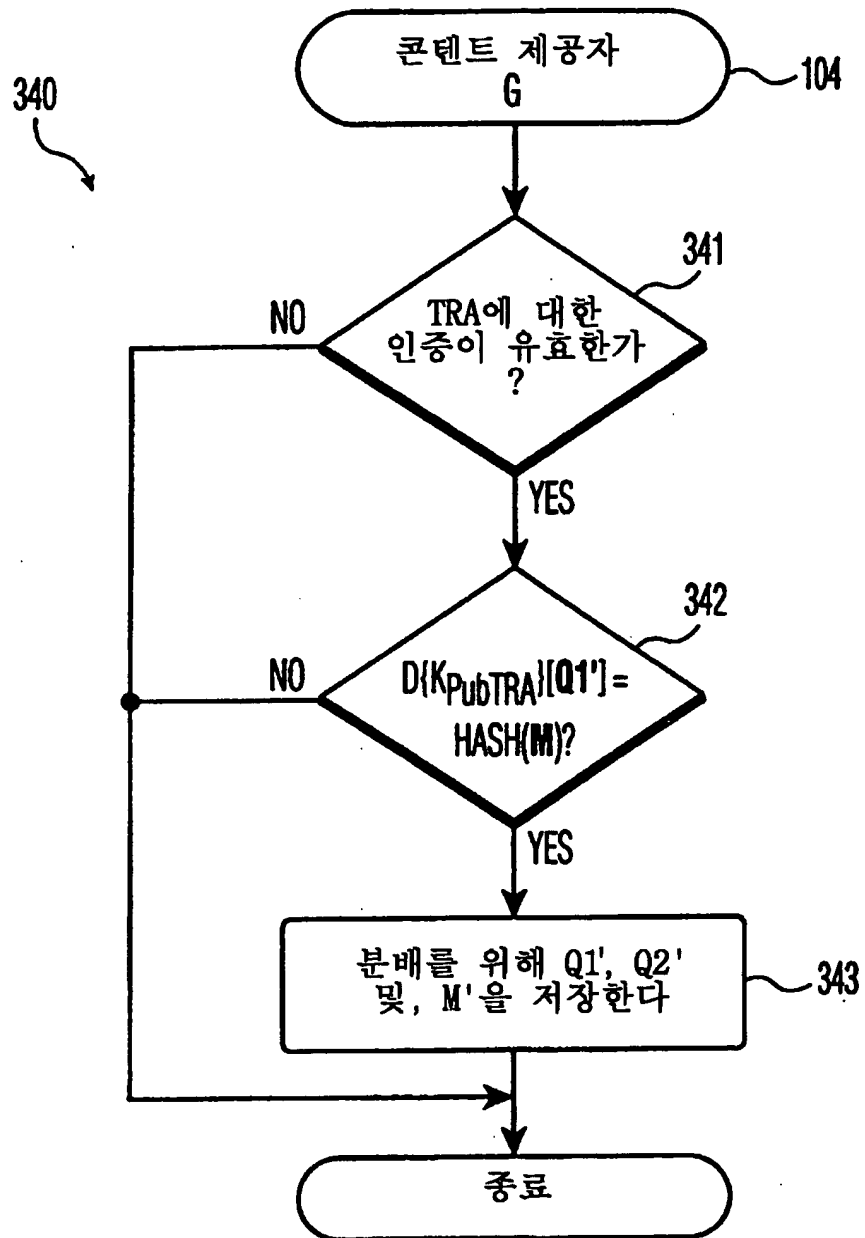 콘텐트 제공자
G
104
340
341
TRA에 대한
인증이 유효한가
?
NO
YES
342
D{K_PubTRA}[Q1'] =
HASH(M)?
NO
YES
분배를 위해 Q1', Q2'
및, M'을 저장한다
343
종료